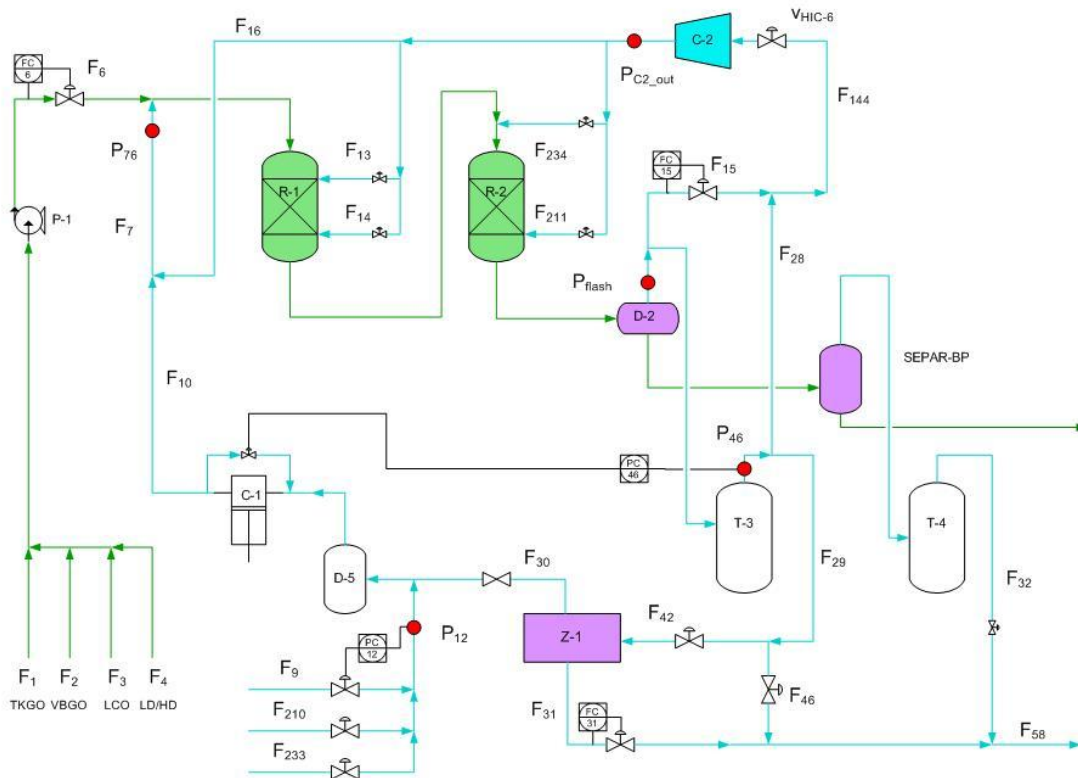 F16
VHIC-6
C-2
FC
6
F6
PC2_out
F144
P76
F13
F234
FC
15
F15
R-1
R-2
P-1
F14
F211
F7
F28
Pflash
D-2
SEPAR-BP
F10
P46
PC
46
C-1
T-3
T-4
F29
F30
D-5
F32
F42
P12
Z-1
PC
12
F1
F2
F3
F4
F9
TKGO
VBGO
LCO
LD/HD
F46
F210
F31
FC
31
F58
F233